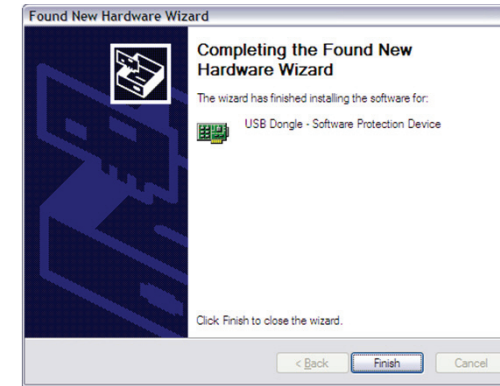 Found New Hardware Wizard
Completing the Found New
Hardware Wizard
The wizard has finished installing the software for:
USB Dongle - Software Protection Device
Click Finish to close the wizard.
< Back
Finish
Cancel